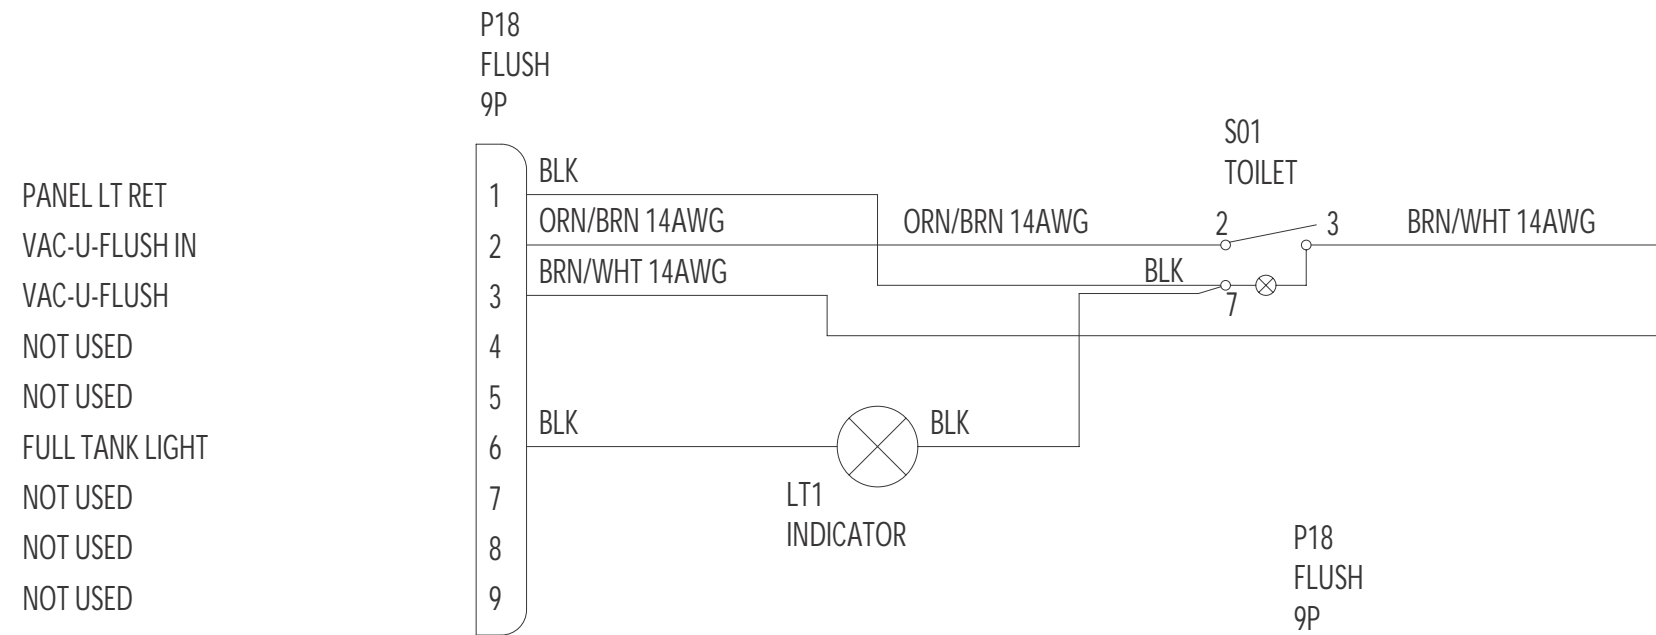 P18
FLUSH
9P
S01
TOILET
PANEL LT RET
1
BLK
VAC-U-FLUSH IN
2
ORN/BRN 14AWG
ORN/BRN 14AWG
2
3
BRN/WHT 14AWG
VAC-U-FLUSH
3
BRN/WHT 14AWG
BLK
7
NOT USED
4
NOT USED
5
FULL TANK LIGHT
6
BLK
BLK
NOT USED
7
LT1
INDICATOR
NOT USED
8
NOT USED
9
P18
FLUSH
9P